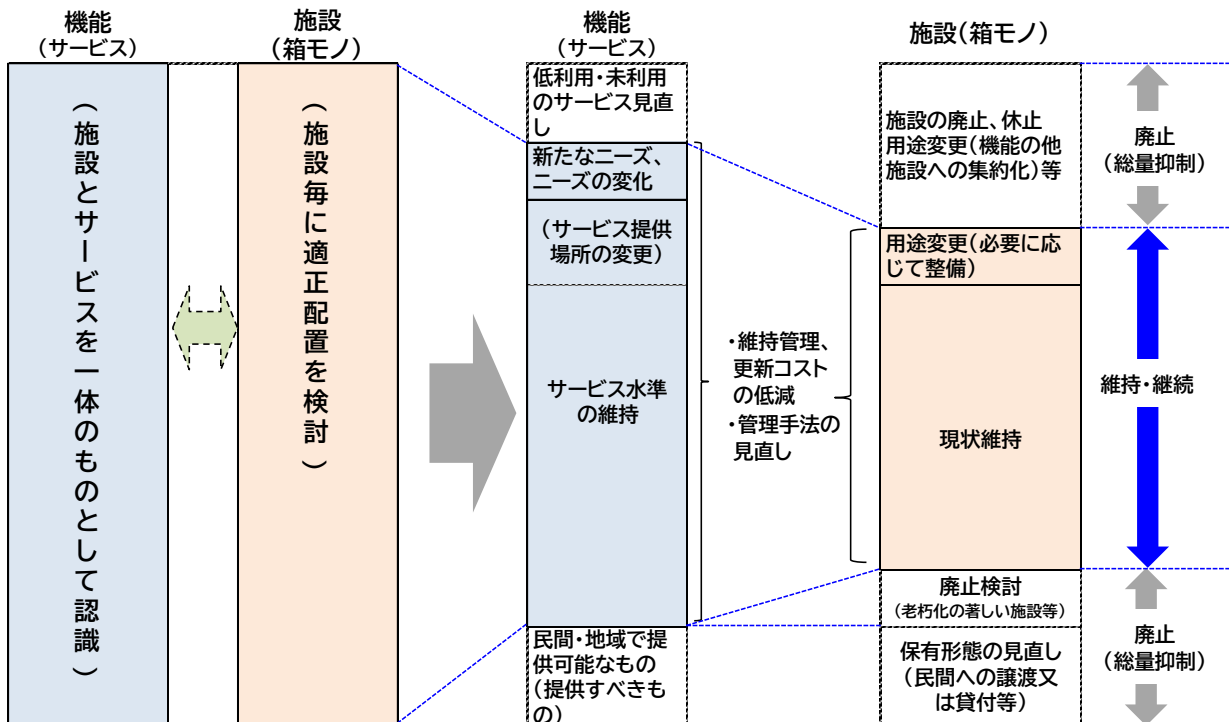 機能
（サービス）
（施設とサービスを一体のものとして認識）
施設
（箱モノ）
（施設毎に適正配置を検討）
機能
（サービス）
低利用・未利用
のサービス見直
し
新たなニーズ、
ニーズの変化
（サービス提供
場所の変更）
サービス水準
の維持
民間・地域で提
供可能なもの
（提供すべきも
の）
・維持管理、
更新コスト
の低減
・管理手法の
見直し
施設（箱モノ）
施設の廃止、休止
用途変更（機能の他
施設への集約化）等
用途変更（必要に応
じて整備）
現状維持
廃止検討
（老朽化の著しい施設等）
保有形態の見直し
（民間への譲渡又
は貸付等）
廃止
（総量抑制）
維持・継続
廃止
（総量抑制）